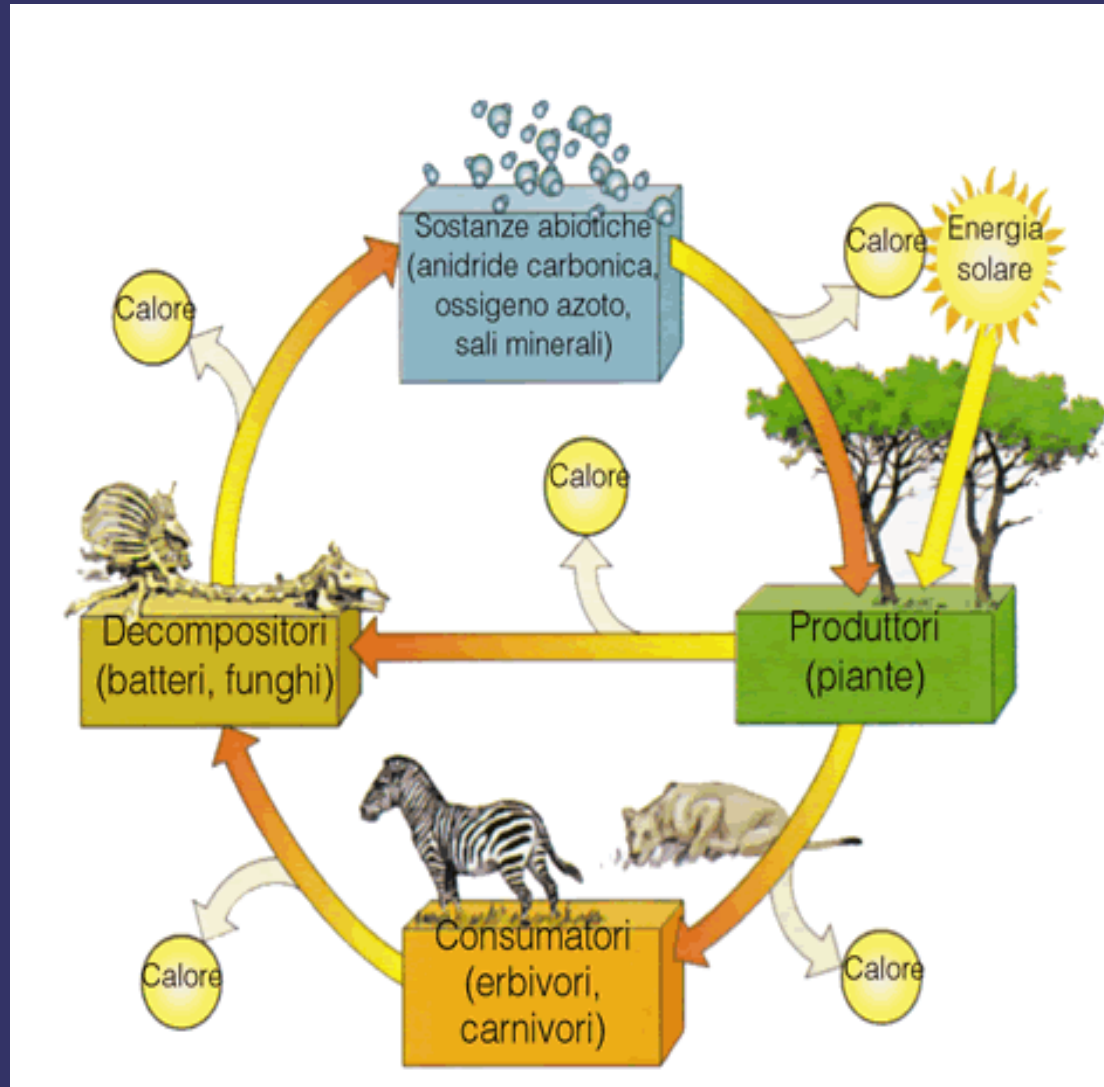 Sostanze abiotiche
(anidride carbonica,
ossigeno azoto,
sali minerali)
Calore
Energia
solare
Calore
Calore
Decompositori
(batteri, funghi)
Produttori
(piante)
Consumatori
(erbivori,
carnivori)
Calore
Calore